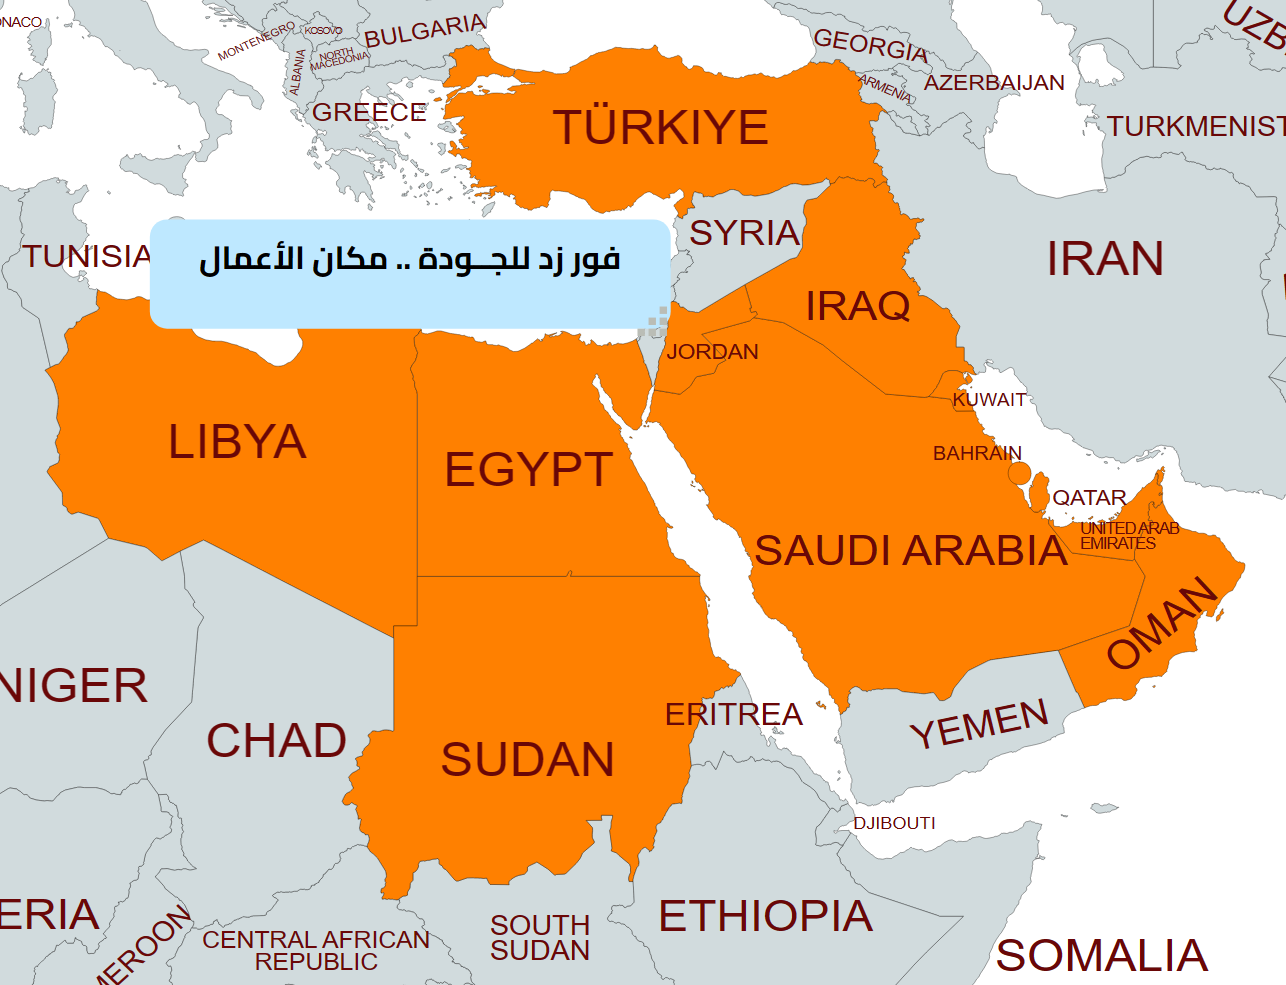 NACO
MONTENEGRO
KOSOVO
BULGARIA
GEORGIA
UZB
ALBANIA
NORTH
MACEDONIA
ARMENIA
AZERBAIJAN
GREECE
TÜRKIYE
TURKMENIST
TUNISIA
فور زد للجــودة .. مكان الأعمال
SYRIA
IRAN
IRAQ
JORDAN
KUWAIT
LIBYA
EGYPT
BAHRAIN
QATAR
UNITED ARAB
EMIRATES
SAUDI ARABIA
OMAN
NIGER
CHAD
ERITREA
YEMEN
SUDAN
DJIBOUTI
ERIA
MEROON
CENTRAL AFRICAN
REPUBLIC
SOUTH
SUDAN
ETHIOPIA
SOMALIA